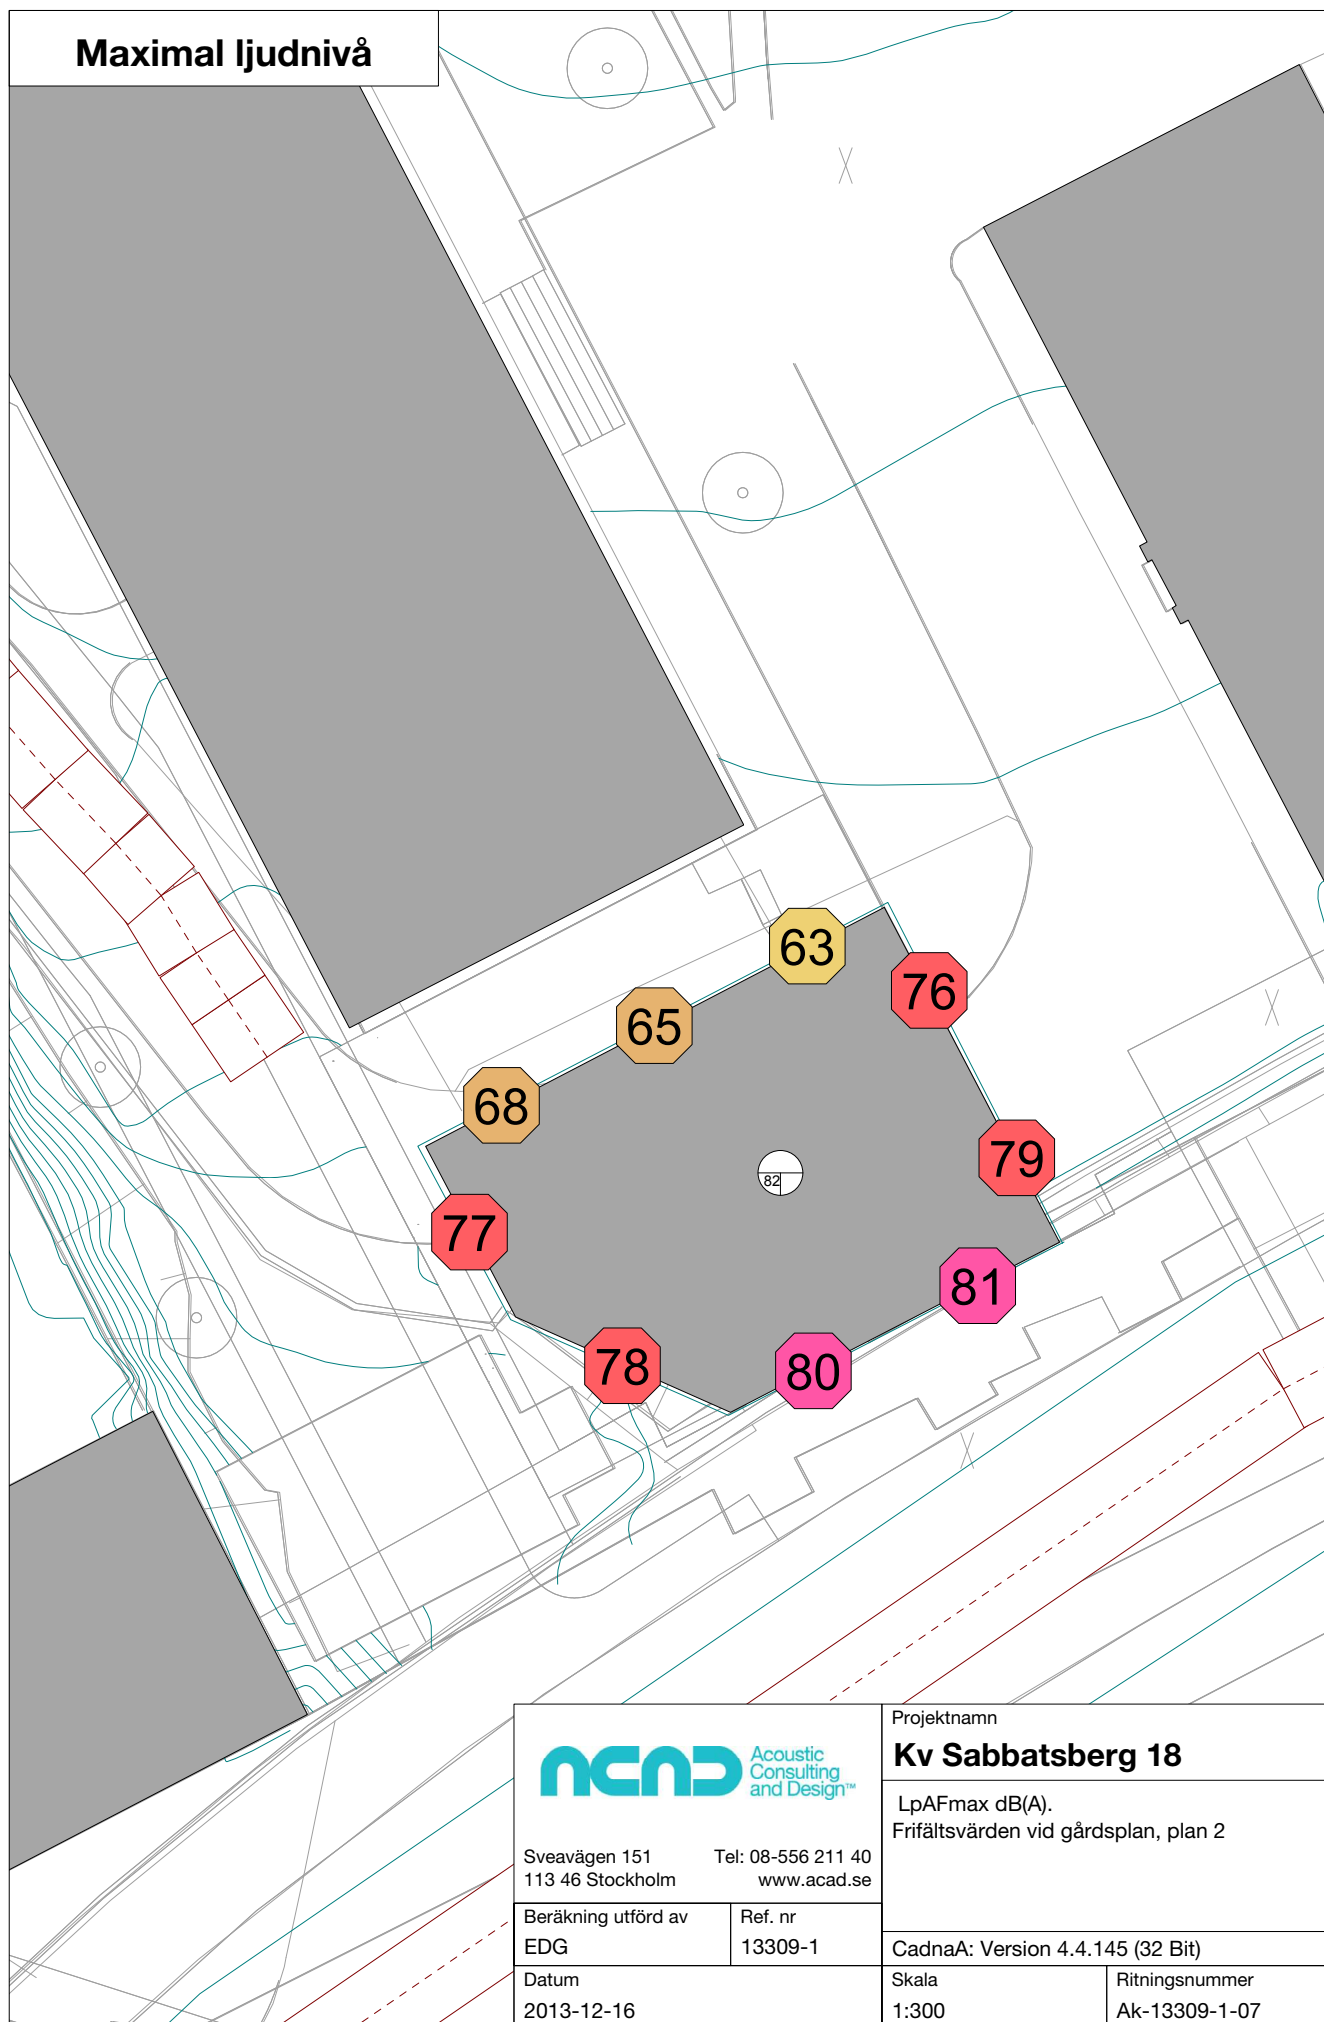 Maximal ljudnivå
63
76
65
68
79
82
77
81
78
80
acad
Acoustic
Consulting
and Design™
Sveavägen 151
113 46 Stockholm
Tel: 08-556 211 40
www.acad.se
Beräkning utförd av
EDG
Ref. nr
13309-1
Datum
2013-12-16
Projektnamn
Kv Sabbatsberg 18
LpAFmax dB(A).
Frifältsvärden vid gårdsplan, plan 2
CadnaA: Version 4.4.145 (32 Bit)
Skala
1:300
Ritningsnummer
Ak-13309-1-07